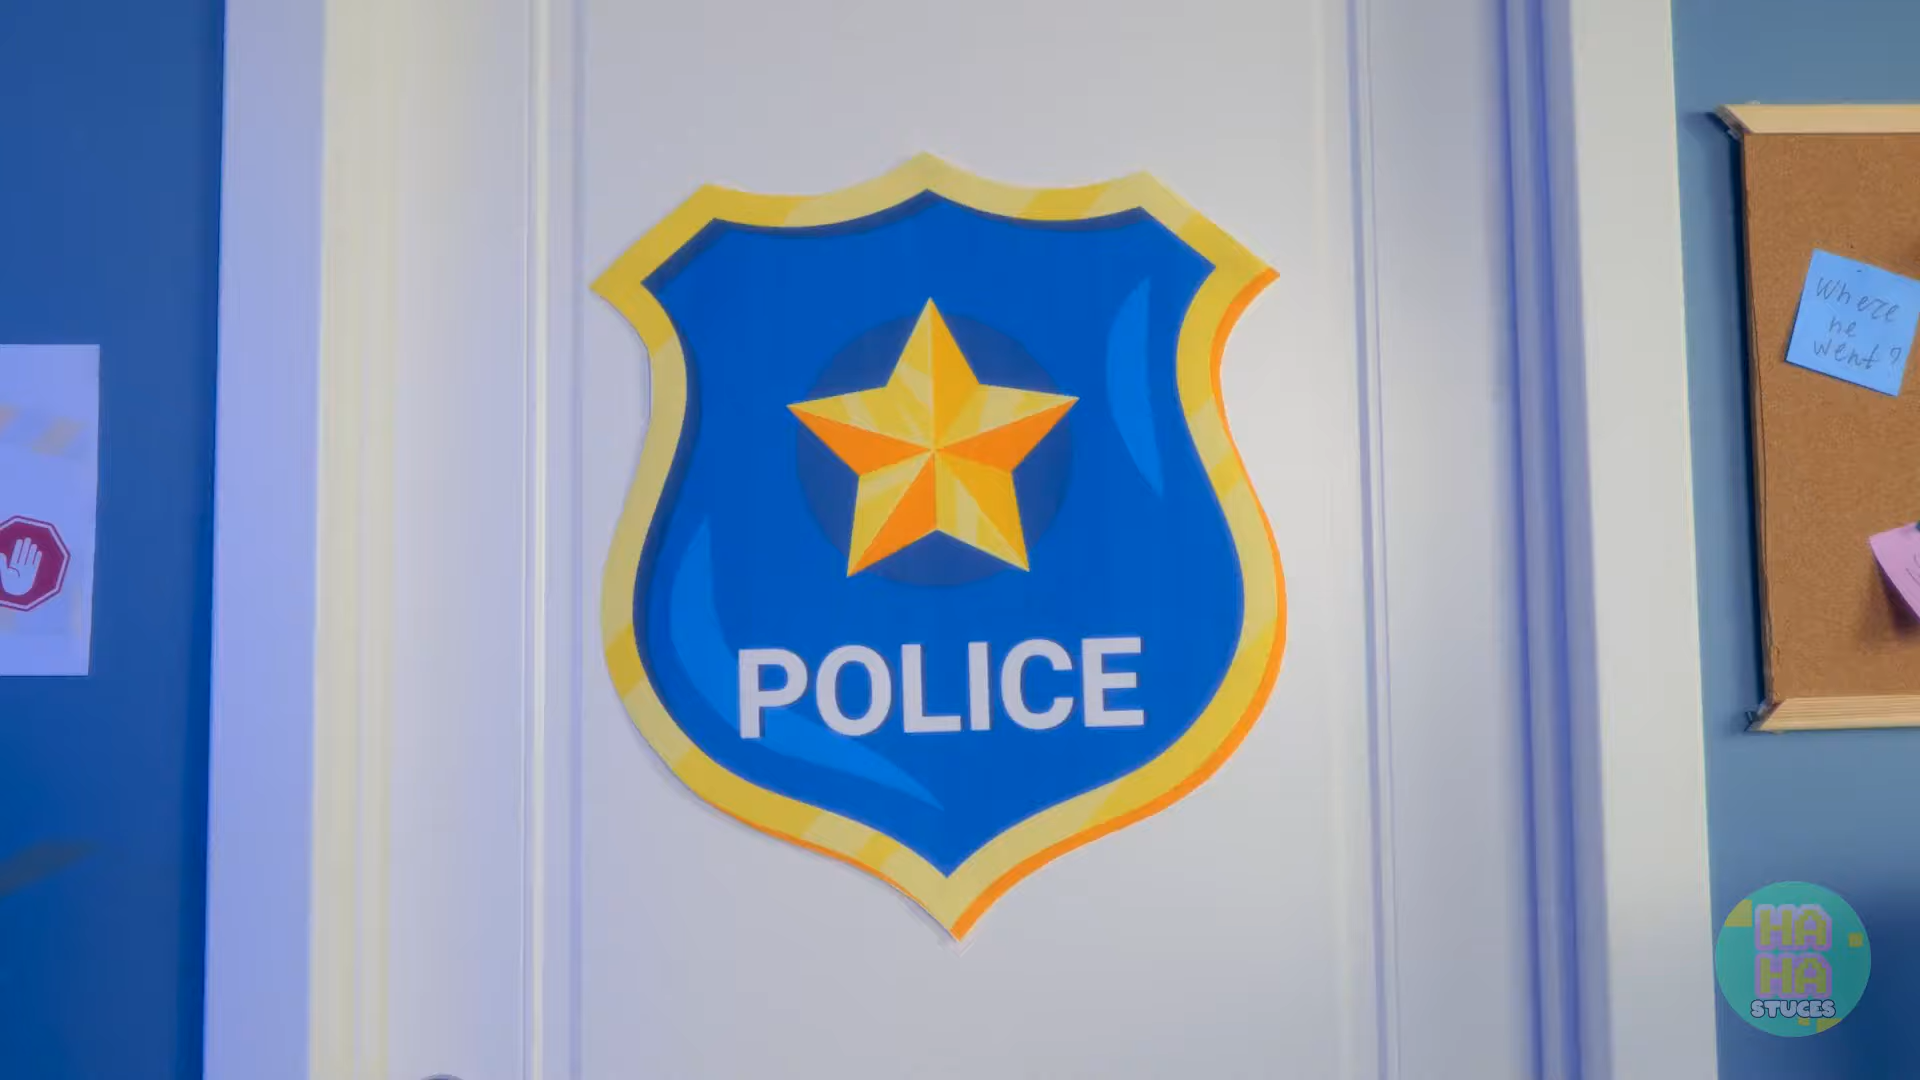 POLICE
Where
he
went?
HA
HA
STUCES